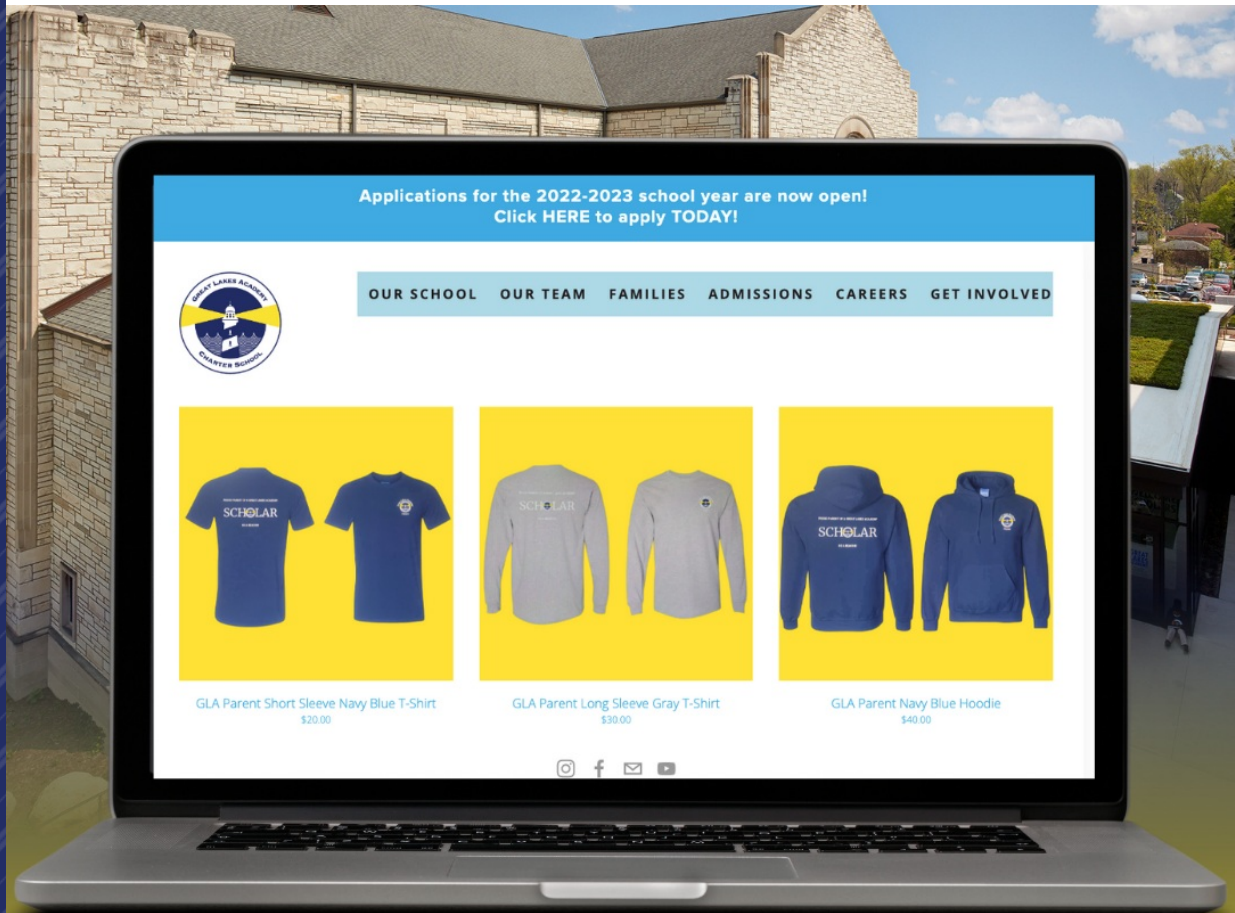 Applications for the 2022-2023 school year are now open!
Click HERE to apply TODAY!
GREAT LAKES ACADEMY
CHARTER SCHOOL
OUR SCHOOL OUR TEAM FAMILIES ADMISSIONS CAREERS GET INVOLVED
SCHOLAR
SCHOLAR
SCHOLAR
GLA Parent Short Sleeve Navy Blue T-Shirt
$20.00
GLA Parent Long Sleeve Gray T-Shirt
$30.00
GLA Parent Navy Blue Hoodie
$40.00